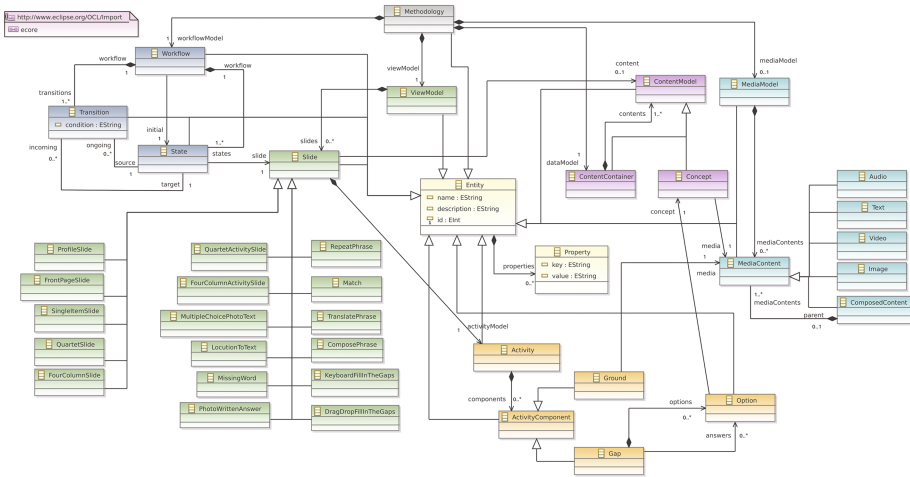 http://www.eclipse.org/OCL/Import
ecore
Methodology
workflowModel
Workflow
workflow
1
workflow
1
1
transitions
1..*
Transition
condition : EString
incoming
0..*
ongoing
0..*
source
1
initial
1
1..*
states
State
target
1
viewModel
1
ViewModel
slides
0..*
slide
1
Slide
content
0..1
ContentModel
contents
1..*
mediaModel
0..1
MediaModel
dataModel
1
ContentContainer
Concept
concept
1
media
1
mediaContents
0..*
Entity
name : EString
description : EString
id : EInt
properties
0..*
Property
key : EString
value : EString
1
media
MediaContent
1..*
mediaContents
parent
0..1
Audio
Text
Video
Image
ComposedContent
ProfileSlide
FrontPageSlide
SingleItemSlide
QuartetSlide
FourColumnSlide
QuartetActivitySlide
FourColumnActivitySlide
MultipleChoicePhotoText
LocutionToText
MissingWord
PhotoWrittenAnswer
RepeatPhrase
Match
TranslatePhrase
ComposePhrase
KeyboardFillInTheGaps
DragDropFillInTheGaps
1
activityModel
Activity
components
0..*
ActivityComponent
Ground
Gap
options
0..*
answers
0..*
Option